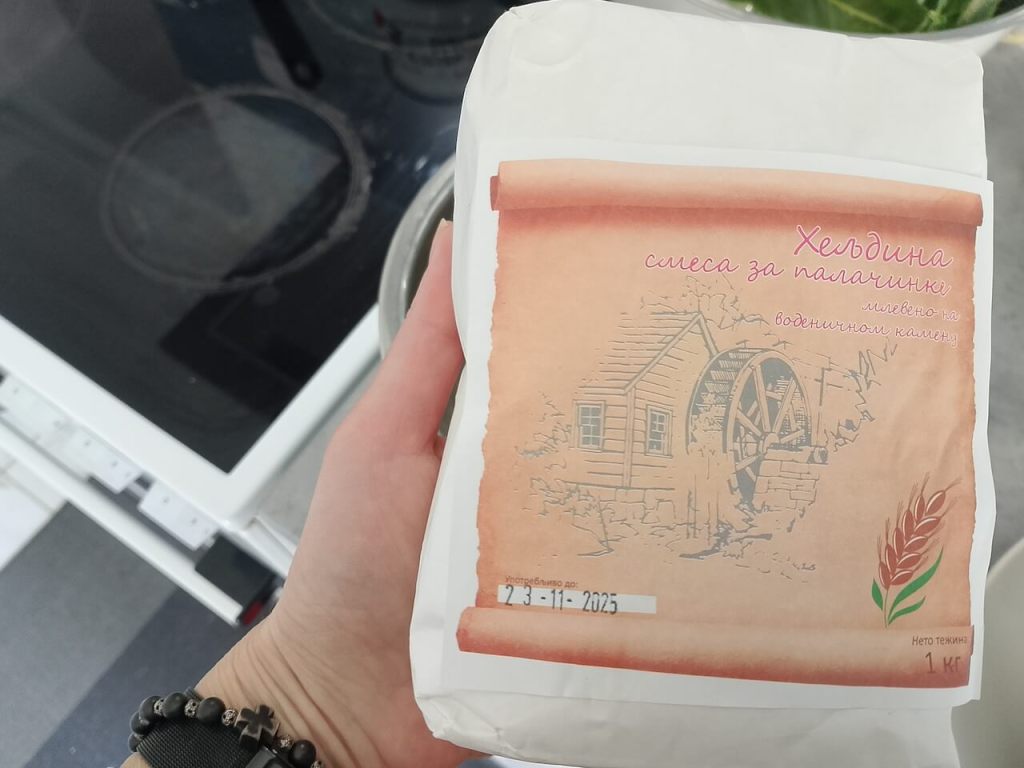 Хељдина
смеса за палачинке
млевено на
воденичном камену
Употребљиво до:
23-11-2025
Нето тежина
1 кг